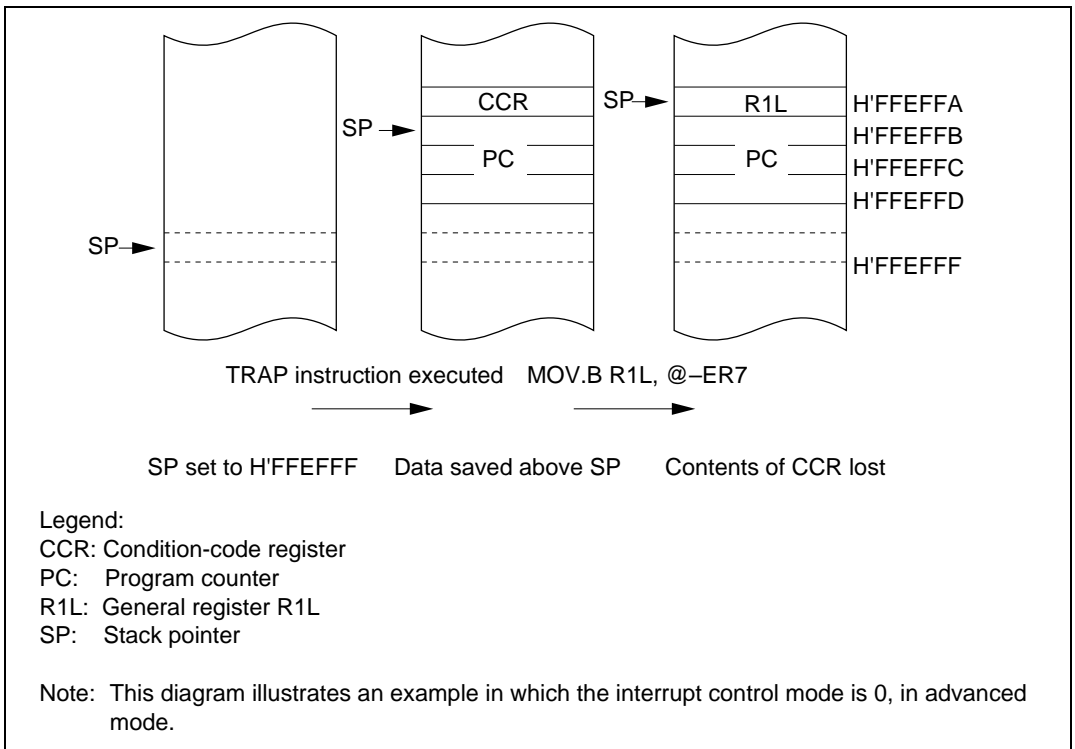 CCR
SP
R1L
H'FFEFFA
SP
H'FFEFFB
PC
PC
H'FFEFFC
H'FFEFFD
SP
H'FFEFFF
TRAP instruction executed
MOV.B R1L, @–ER7
SP set to H'FFEFFF
Data saved above SP
Contents of CCR lost
Legend:
CCR: Condition-code register
PC: Program counter
R1L: General register R1L
SP: Stack pointer
Note: This diagram illustrates an example in which the interrupt control mode is 0, in advanced
mode.